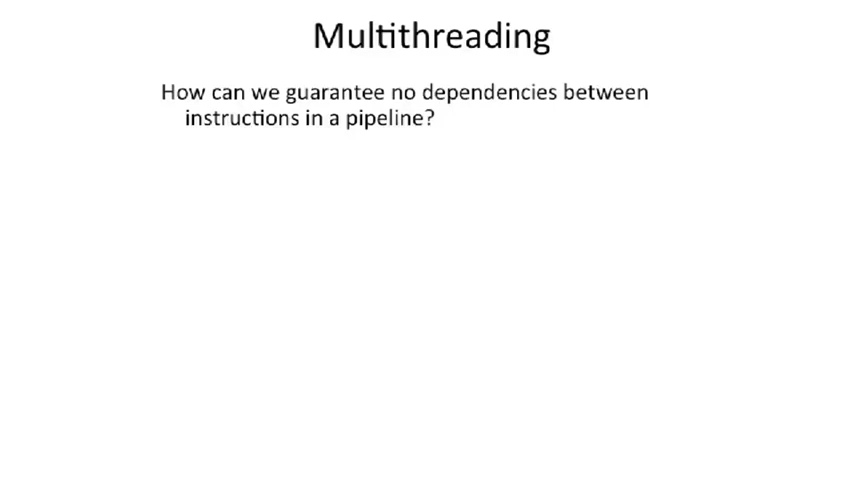 Multithreading
How can we guarantee no dependencies between
instructions in a pipeline?